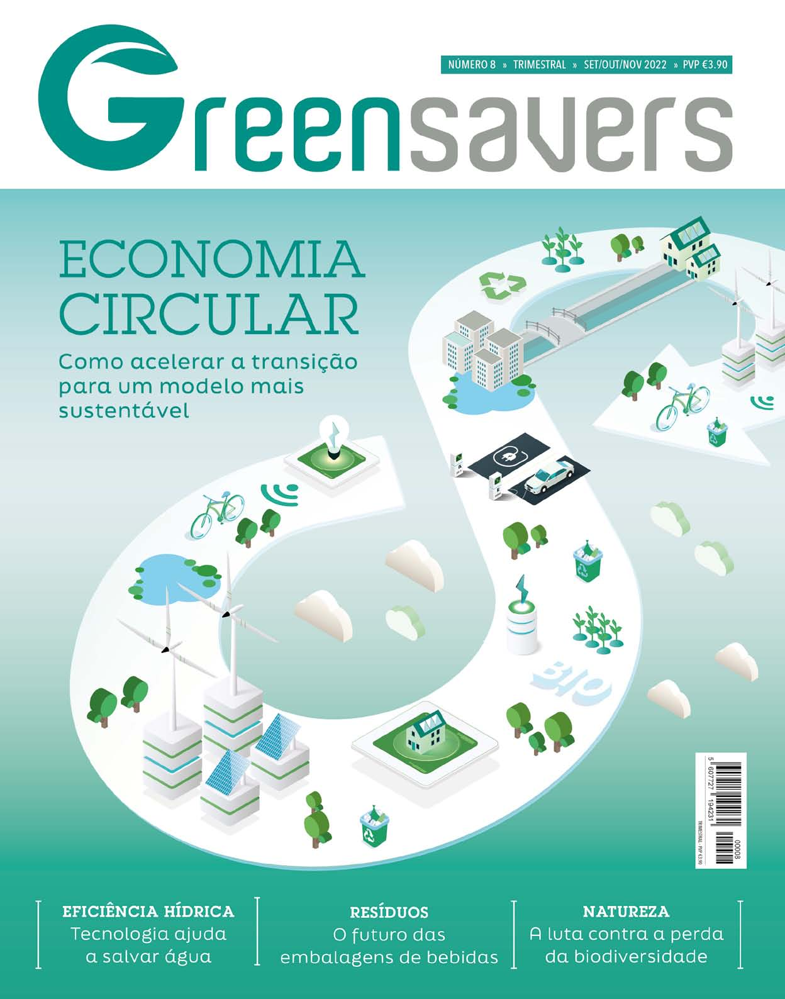 NÚMERO 8 » TRIMESTRAL » SET/OUT/NOV 2022 » PVP €3.90
Greensavers
ECONOMIA
CIRCULAR
Como acelerar a transição
para um modelo mais
sustentável
BIO
5 607727 194231
00008
TRIMESTRAL - PVP €3.90
EFICIÊNCIA HÍDRICA
Tecnologia ajuda
a salvar água
RESÍDUOS
O futuro das
embalagens de bebidas
NATUREZA
A luta contra a perda
da biodiversidade